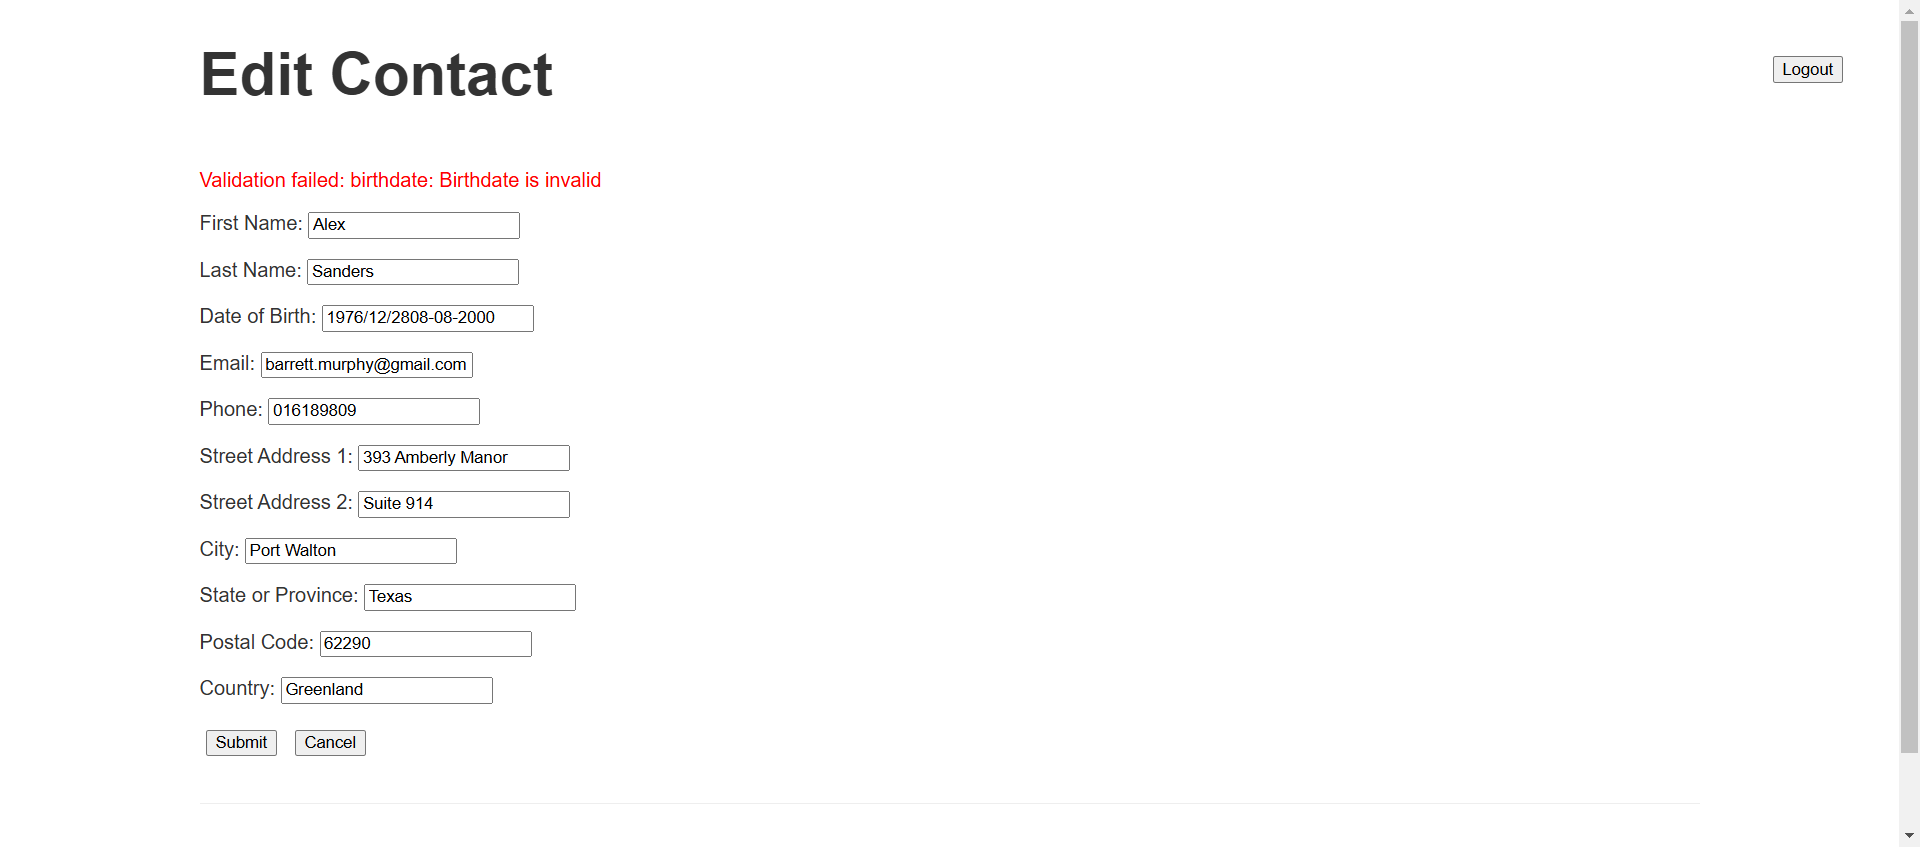 Edit Contact
Logout
Validation failed: birthdate: Birthdate is invalid
First Name: Alex
Last Name: Sanders
Date of Birth: 1976/12/2808-08-2000
Email: barrett.murphy@gmail.com
Phone: 016189809
Street Address 1: 393 Amberly Manor
Street Address 2: Suite 914
City: Port Walton
State or Province: Texas
Postal Code: 62290
Country: Greenland
Submit Cancel